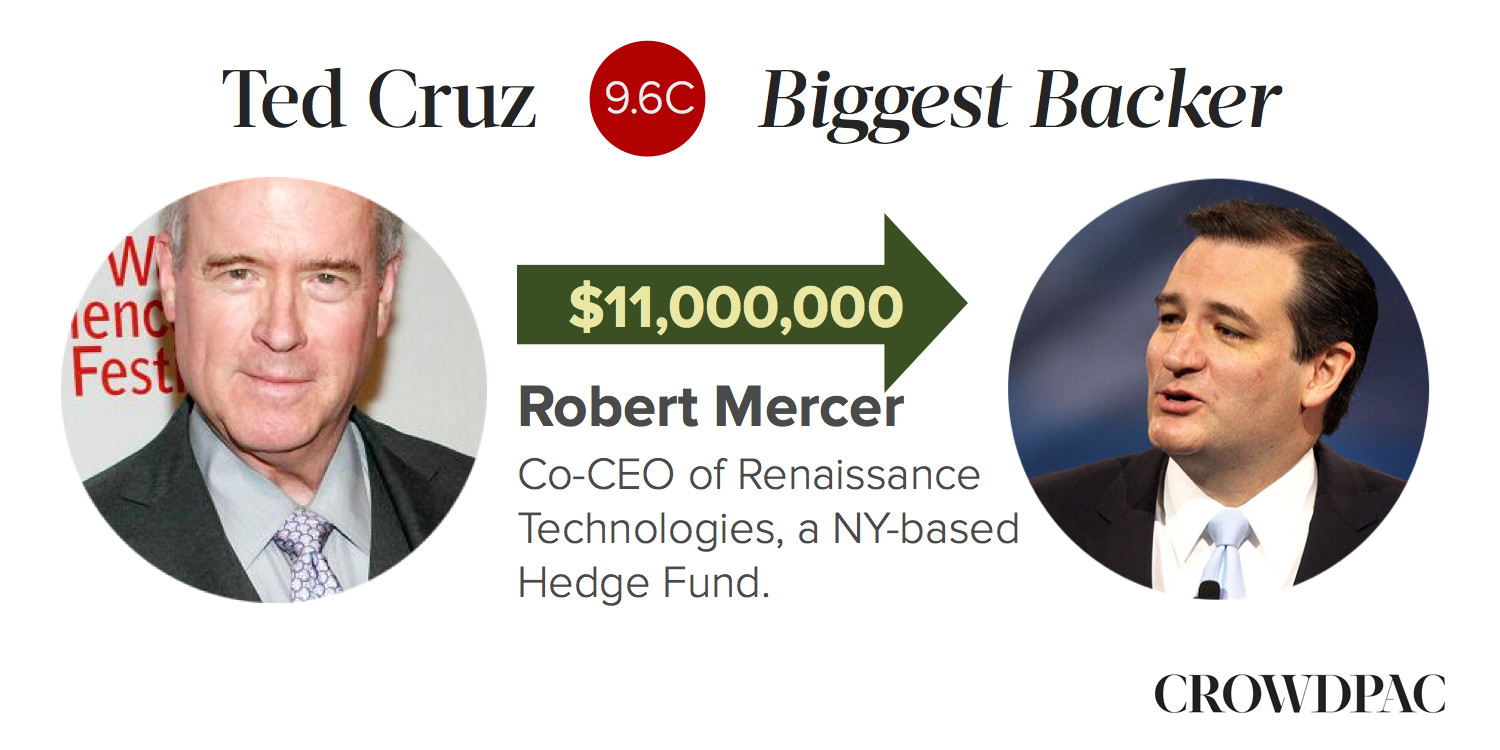 Ted Cruz 9.6C Biggest Backer
$11,000,000
Robert Mercer
Co-CEO of Renaissance
Technologies, a NY-based
Hedge Fund.
Festi
CROWDPAC